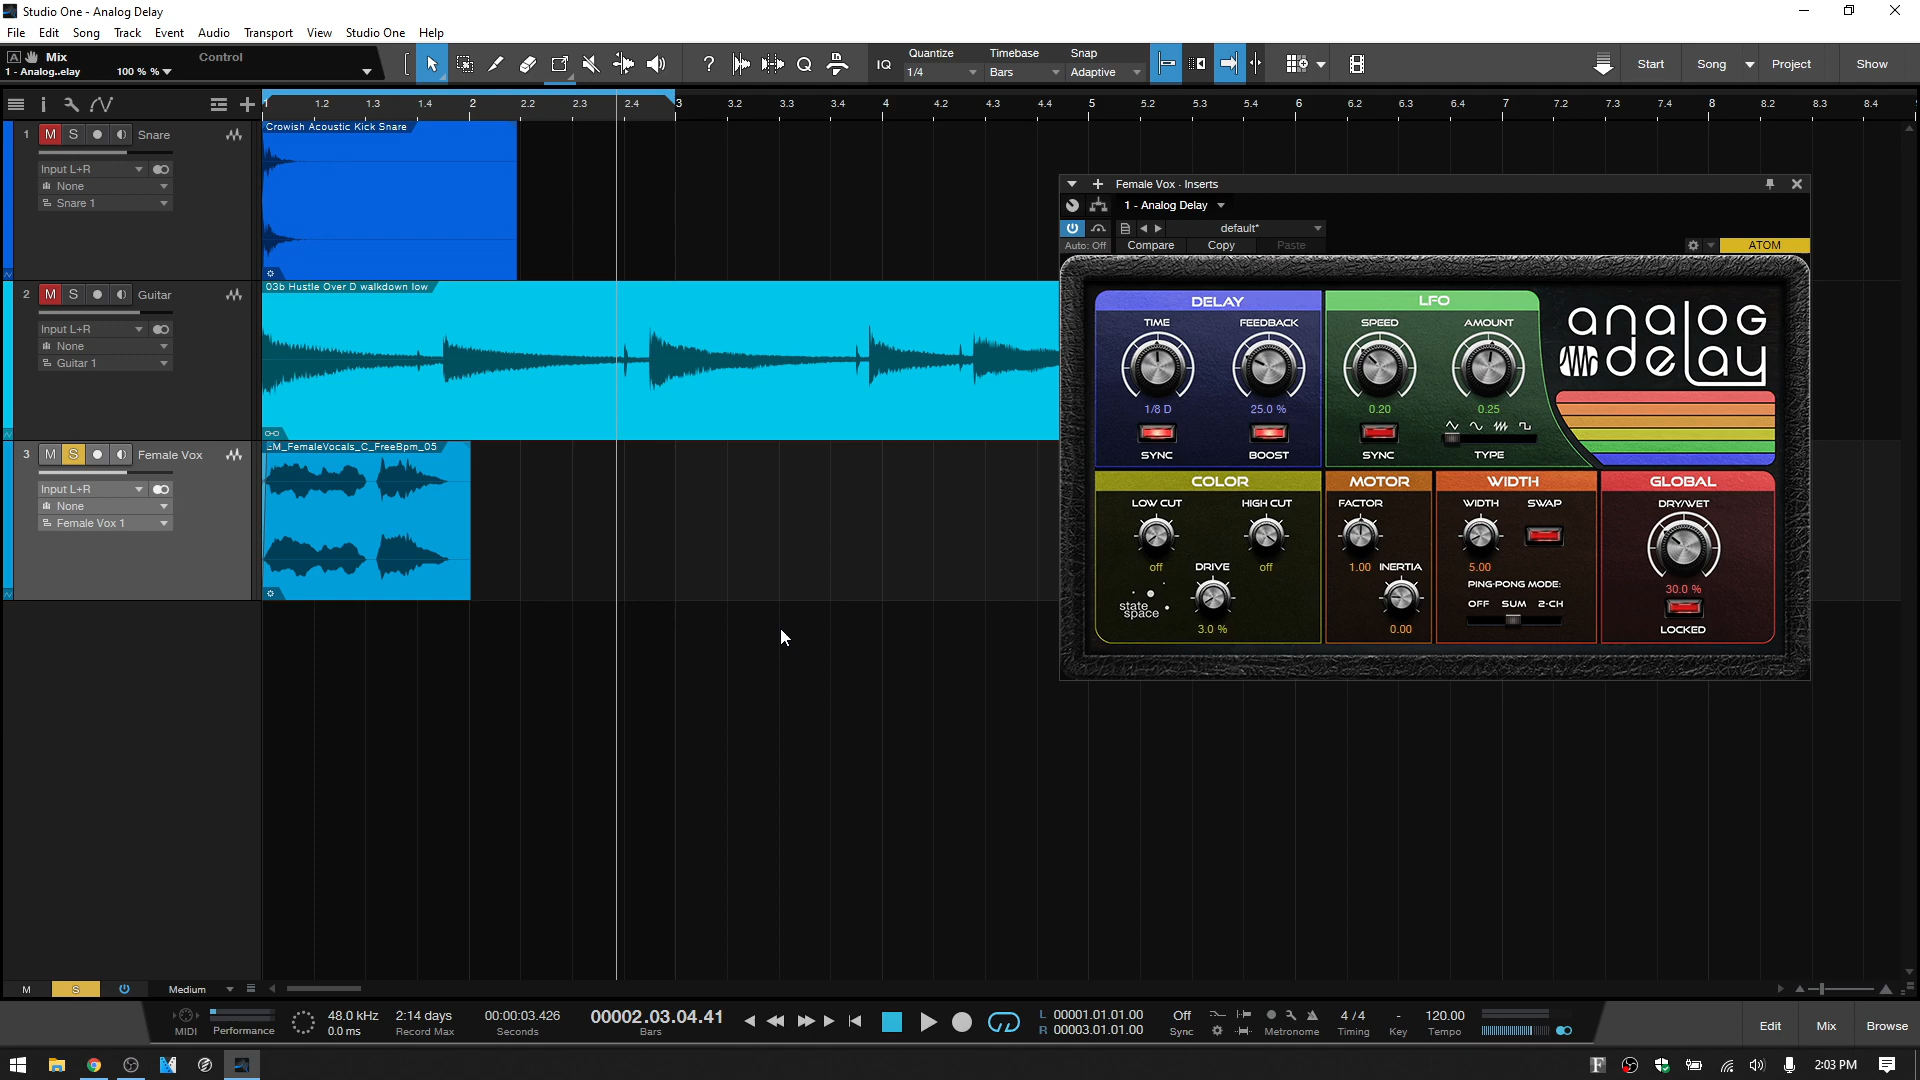 Studio One - Analog Delay
File Edit Song Track Event Audio Transport View Studio One Help
A Mix Control
1 - Analog..elay 100 % %
? IQ Quantize Timebase Snap
1/4 Bars Adaptive
Start Song Project Show
1.2 1.3 1.4 2 2.2 2.3 2.4 3 3.2 3.3 3.4 4 4.2 4.3 4.4 5 5.2 5.3 5.4 6 6.2 6.3 6.4 7 7.2 7.3 7.4 8 8.2 8.3 8.4
1 M S Snare
Input L+R
None
Snare 1
Crowish Acoustic Kick Snare
2 M S Guitar
Input L+R
None
Guitar 1
03b Hustle Over D walkdown low
3 M S Female Vox
Input L+R
None
Female Vox 1
EM_FemaleVocals_C_FreeBpm_05
Female Vox - Inserts
1 - Analog Delay
default*
Auto: Off Compare Copy Paste ATOM
DELAY
TIME FEEDBACK
1/8 D 25.0 %
SYNC BOOST
LFO
SPEED AMOUNT
0.20 0.25
SYNC TYPE
analog
delay
COLOR
LOW CUT HIGH CUT
off off
DRIVE
state
space
3.0 %
MOTOR
FACTOR
1.00 INERTIA
0.00
WIDTH
WIDTH SWAP
5.00
PING-PONG MODE:
OFF SUM 2-CH
GLOBAL
DRY/WET
30.0 %
LOCKED
M S Medium
MIDI Performance
48.0 kHz
0.0 ms
2:14 days
Record Max
00:00:03.426
Seconds
00002.03.04.41
Bars
L 00001.01.01.00
R 00003.01.01.00
Off
Sync
Metronome
4 / 4
Timing
-
Key
120.00
Tempo
Edit Mix Browse
F 2:03 PM